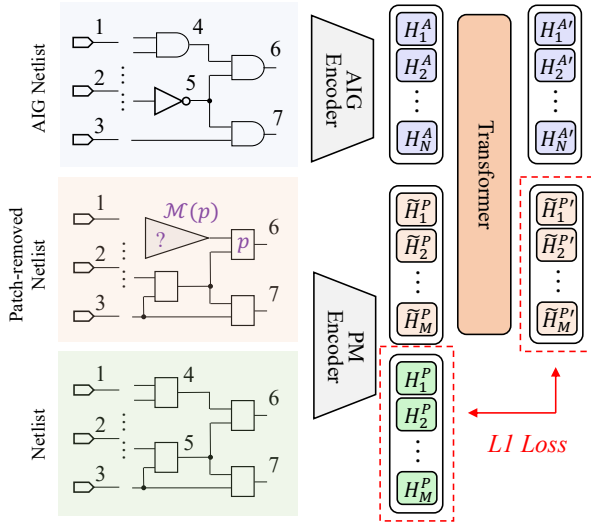 AIG Netlist
1
2
3
4
5
6
7
AIG
Encoder
H_1^A
H_2^A
H_N^A
Transformer
H_1^{A'}
H_2^{A'}
H_N^{A'}
Patch-removed
Netlist
1
2
3
M(p)
?
p
6
7
H̃_1^P
H̃_2^P
H̃_M^P
H̃_1^{P'}
H̃_2^{P'}
H̃_M^{P'}
PM
Encoder
Netlist
1
2
3
4
5
6
7
H_1^P
H_2^P
H_M^P
L1 Loss